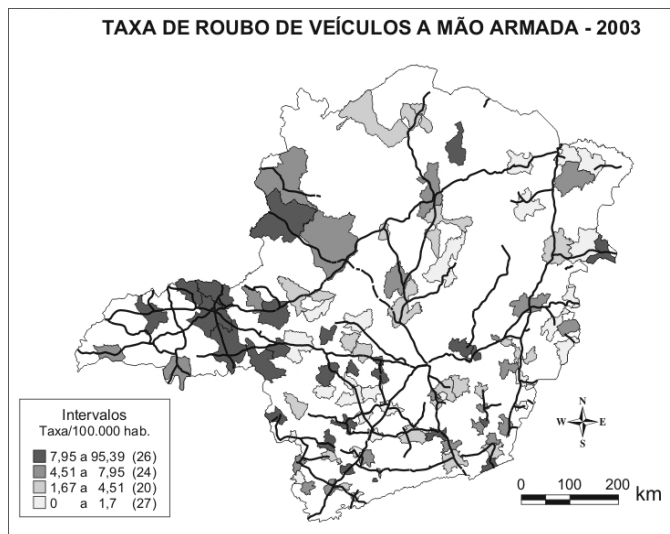 TAXA DE ROUBO DE VEÍCULOS A MÃO ARMADA - 2003
Intervalos
Taxa/100.000 hab.
7,95 a 95,39 (26)
4,51 a 7,95 (24)
1,67 a 4,51 (20)
0 a 1,7 (27)
N
W E
S
0 100 200 km